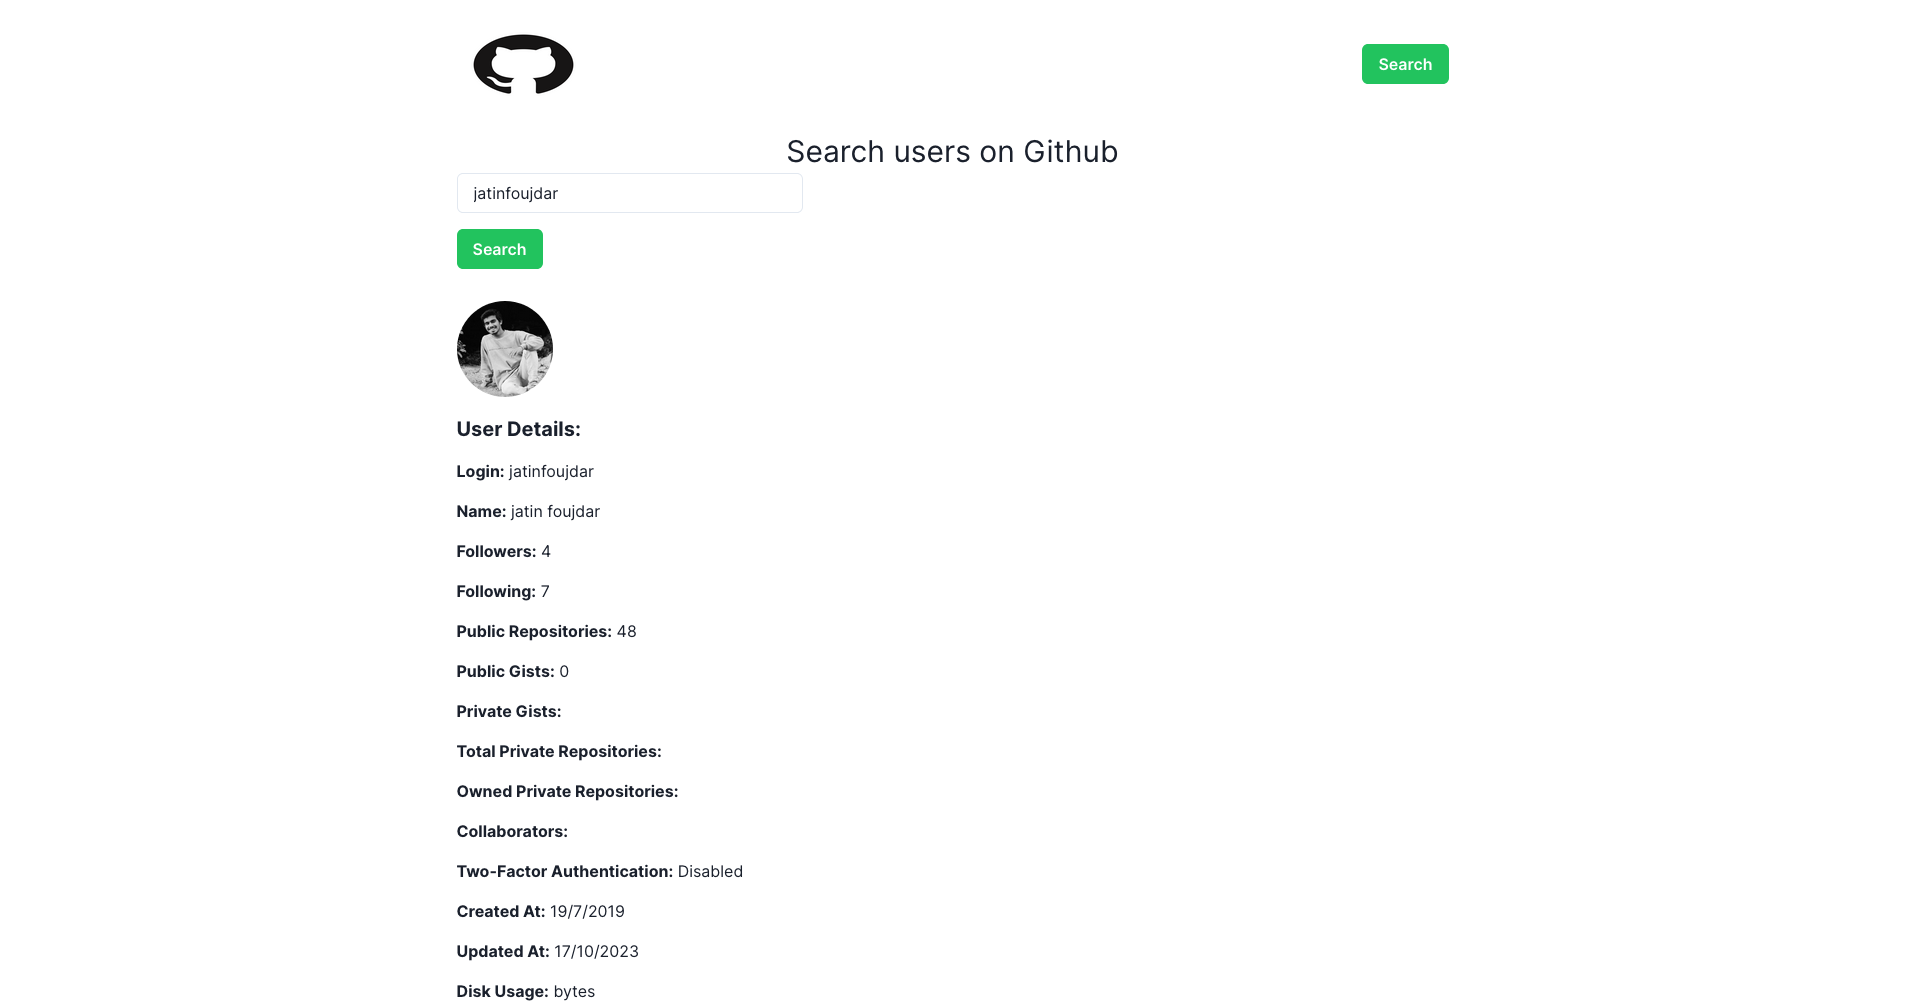 Search
Search users on Github
jatinfoujdar
Search
User Details:
Login: jatinfoujdar
Name: jatin foujdar
Followers: 4
Following: 7
Public Repositories: 48
Public Gists: 0
Private Gists:
Total Private Repositories:
Owned Private Repositories:
Collaborators:
Two-Factor Authentication: Disabled
Created At: 19/7/2019
Updated At: 17/10/2023
Disk Usage: bytes